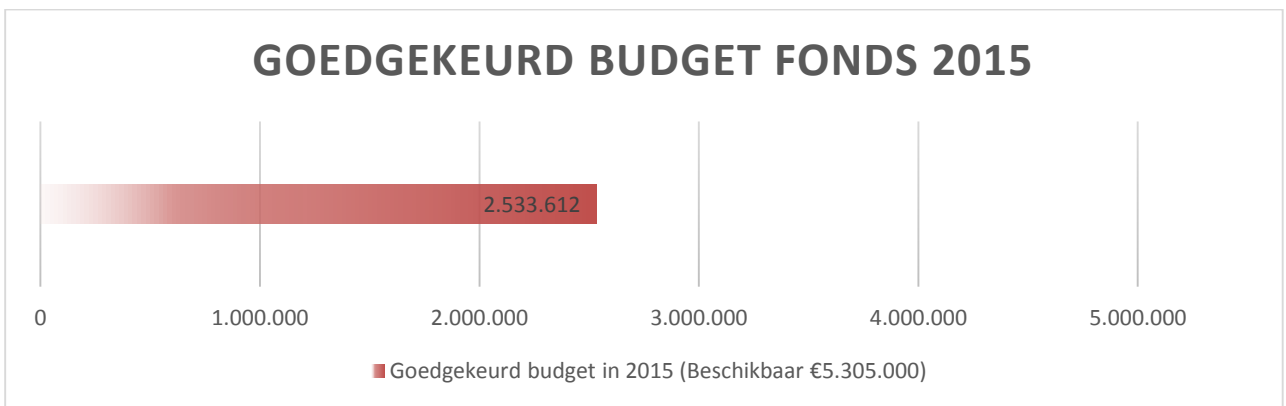 GOEDGEKEURD BUDGET FONDS 2015
2.533.612
0 1.000.000 2.000.000 3.000.000 4.000.000 5.000.000
Goedgekeurd budget in 2015 (Beschikbaar €5.305.000)